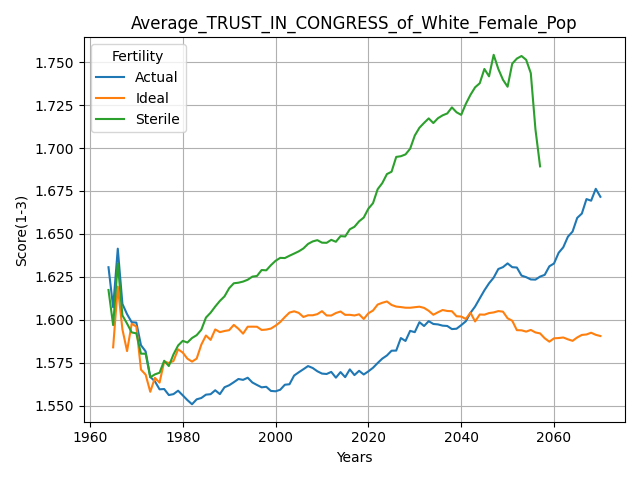 Average_TRUST_IN_CONGRESS_of_White_Female_Pop
Fertility
Actual
Ideal
Sterile
Score(1-3)
1.750
1.725
1.700
1.675
1.650
1.625
1.600
1.575
1.550
1960 1980 2000 2020 2040 2060
Years